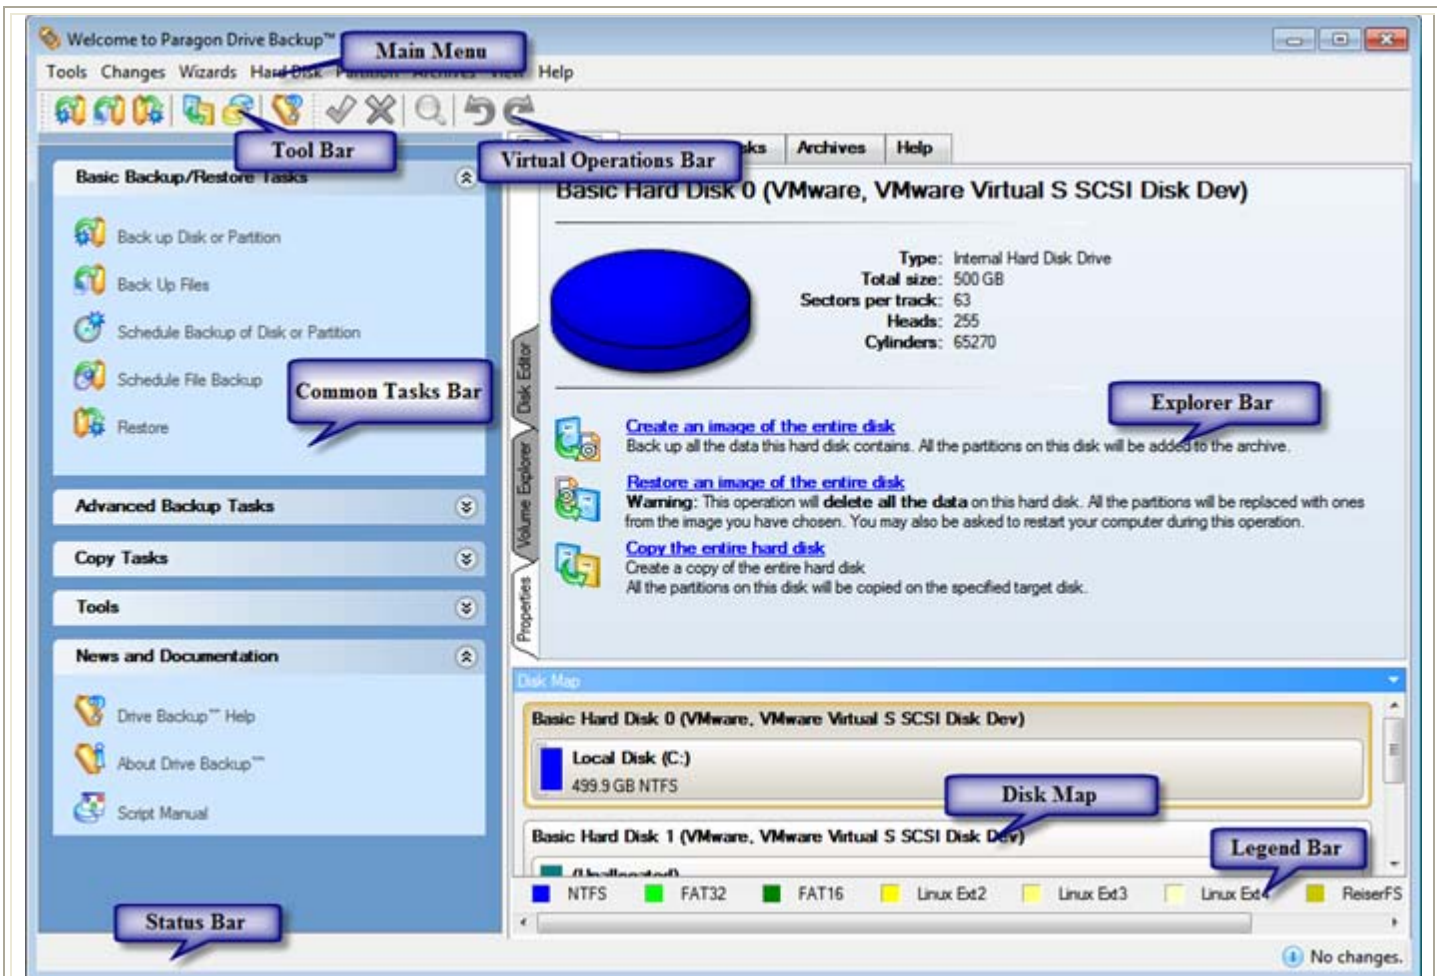 Welcome to Paragon Drive Backup™
Main Menu
Tools Changes Wizards Hard Disk Partition Archives View Help
Tool Bar
Virtual Operations Bar
Archives Help
Basic Backup/Restore Tasks
Back up Disk or Partition
Back Up Files
Schedule Backup of Disk or Partition
Schedule File Backup
Restore
Common Tasks Bar
Advanced Backup Tasks
Copy Tasks
Tools
News and Documentation
Drive Backup™ Help
About Drive Backup™
Script Manual
Status Bar
Disk Editor
Volume Explorer
Properties
Basic Hard Disk 0 (VMware, VMware Virtual S SCSI Disk Dev)
Type: Internal Hard Disk Drive
Total size: 500 GB
Sectors per track: 63
Heads: 255
Cylinders: 65270
Explorer Bar
Create an image of the entire disk
Back up all the data this hard disk contains. All the partitions on this disk will be added to the archive.
Restore an image of the entire disk
Warning: This operation will delete all the data on this hard disk. All the partitions will be replaced with ones
from the image you have chosen. You may also be asked to restart your computer during this operation.
Copy the entire hard disk
Create a copy of the entire hard disk
All the partitions on this disk will be copied on the specified target disk.
Disk Map
Basic Hard Disk 0 (VMware, VMware Virtual S SCSI Disk Dev)
Local Disk (C:)
499.9 GB NTFS
Disk Map
Basic Hard Disk 1 (VMware, VMware Virtual S SCSI Disk Dev)
(Unallocated)
Legend Bar
NTFS FAT32 FAT16 Linux Ext2 Linux Ext3 Linux Ext4 ReiserFS
No changes.